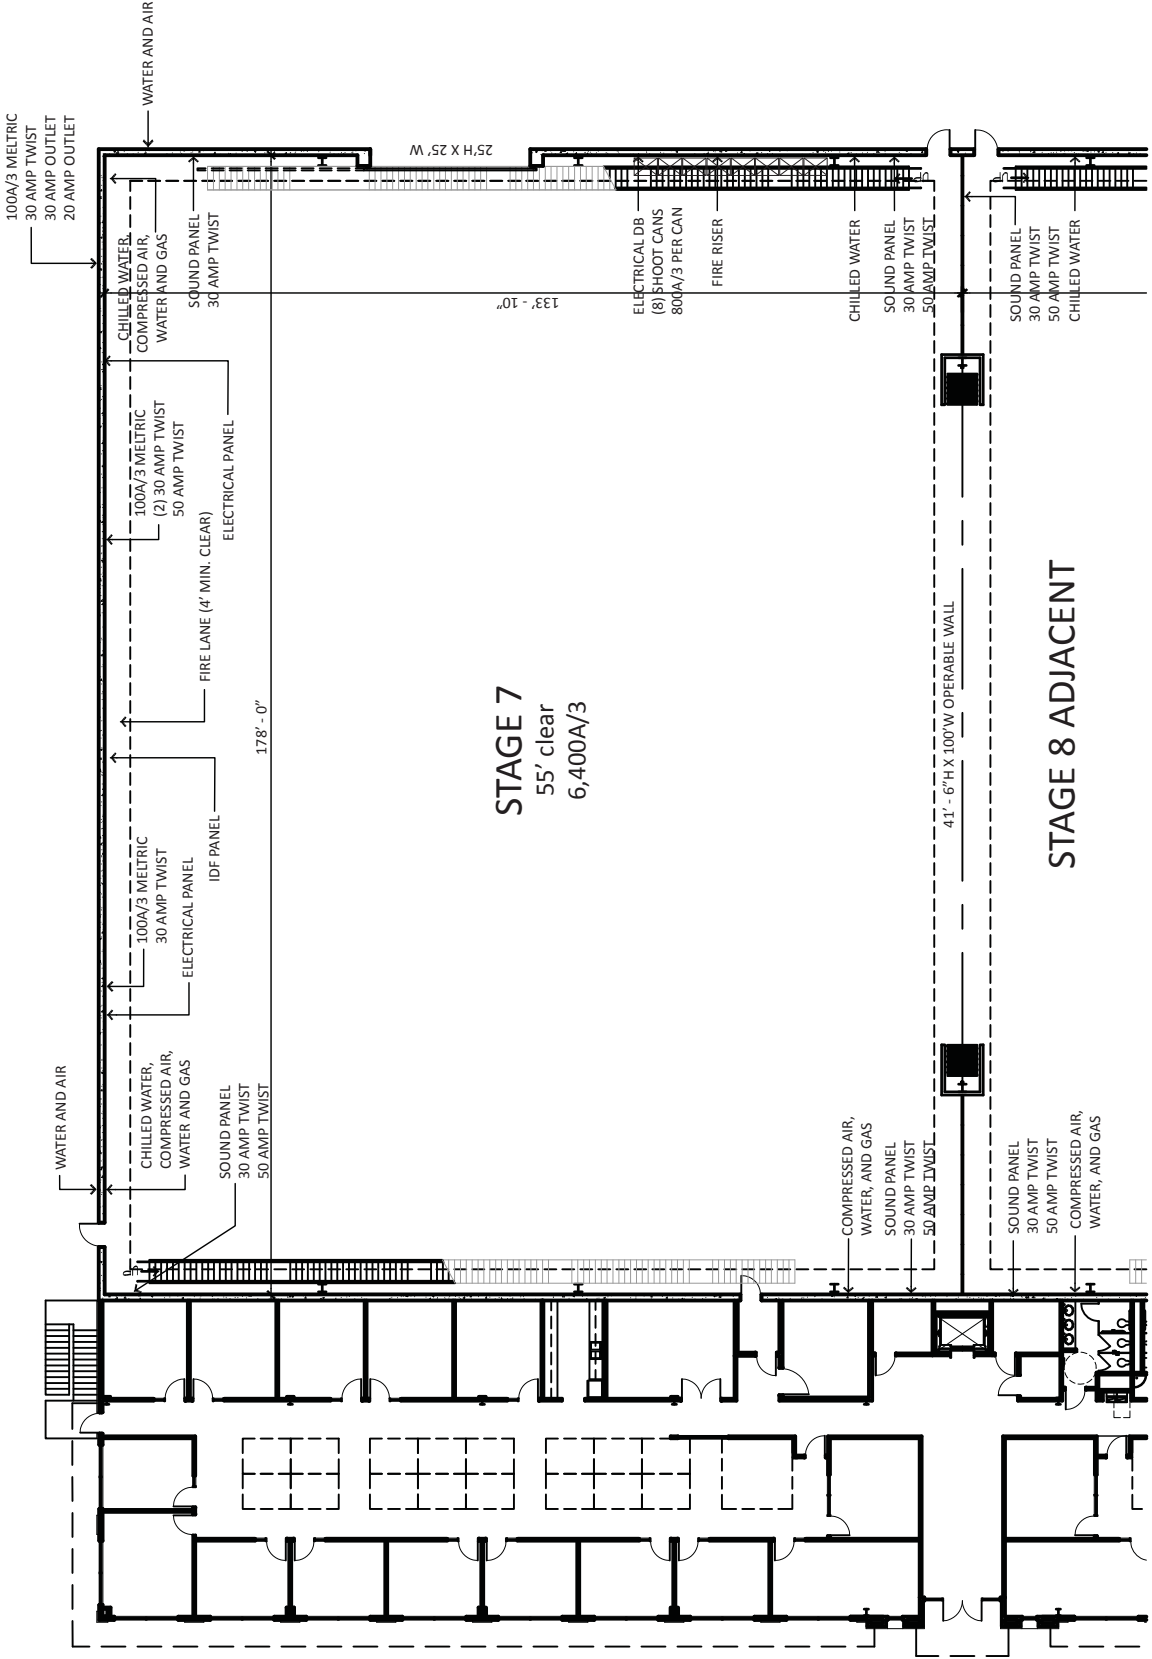 100A/3 MELTRIC
30 AMP TWIST
30 AMP OUTLET
20 AMP OUTLET
WATER AND AIR
CHILLED WATER,
COMPRESSED AIR,
WATER AND GAS
SOUND PANEL
30 AMP TWIST
25'H X 25' W
133' - 10"
ELECTRICAL DB
(8) SHOOT CANS
800A/3 PER CAN
FIRE RISER
CHILLED WATER
SOUND PANEL
30 AMP TWIST
50 AMP TWIST
SOUND PANEL
30 AMP TWIST
50 AMP TWIST
CHILLED WATER
100A/3 MELTRIC
(2) 30 AMP TWIST
50 AMP TWIST
ELECTRICAL PANEL
FIRE LANE (4' MIN. CLEAR)
178' - 0"
IDF PANEL
100A/3 MELTRIC
30 AMP TWIST
ELECTRICAL PANEL
STAGE 7
55' clear
6,400A/3
41' - 6"H X 100'W OPERABLE WALL
STAGE 8 ADJACENT
WATER AND AIR
CHILLED WATER,
COMPRESSED AIR,
WATER AND GAS
SOUND PANEL
30 AMP TWIST
50 AMP TWIST
COMPRESSED AIR,
WATER, AND GAS
SOUND PANEL
30 AMP TWIST
50 AMP TWIST
SOUND PANEL
30 AMP TWIST
50 AMP TWIST
COMPRESSED AIR,
WATER, AND GAS